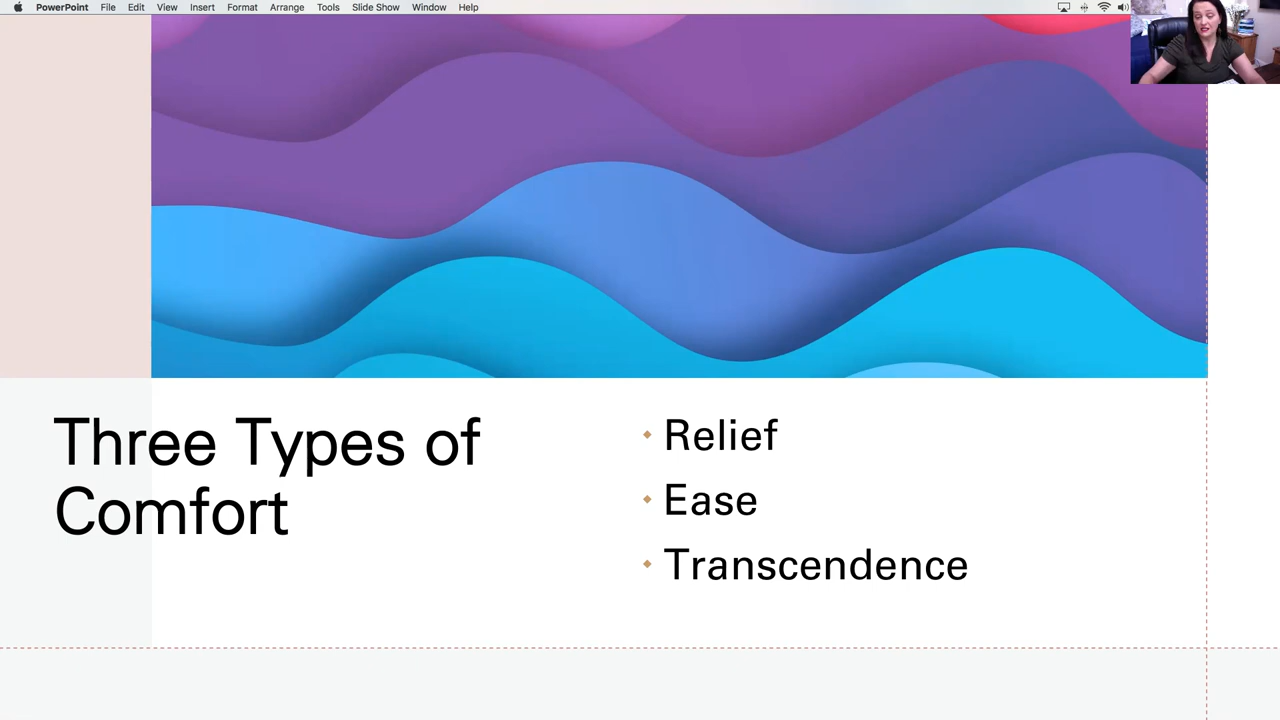 PowerPoint File Edit View Insert Format Arrange Tools Slide Show Window Help
Three Types of
Comfort
Relief
Ease
Transcendence